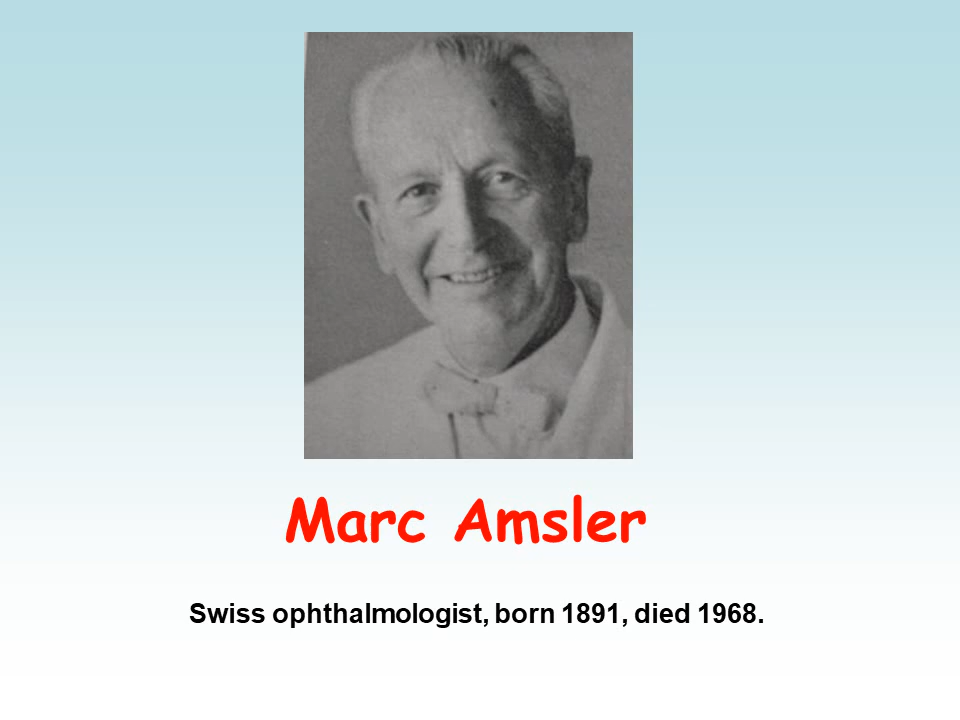 Marc Amsler
Swiss ophthalmologist, born 1891, died 1968.